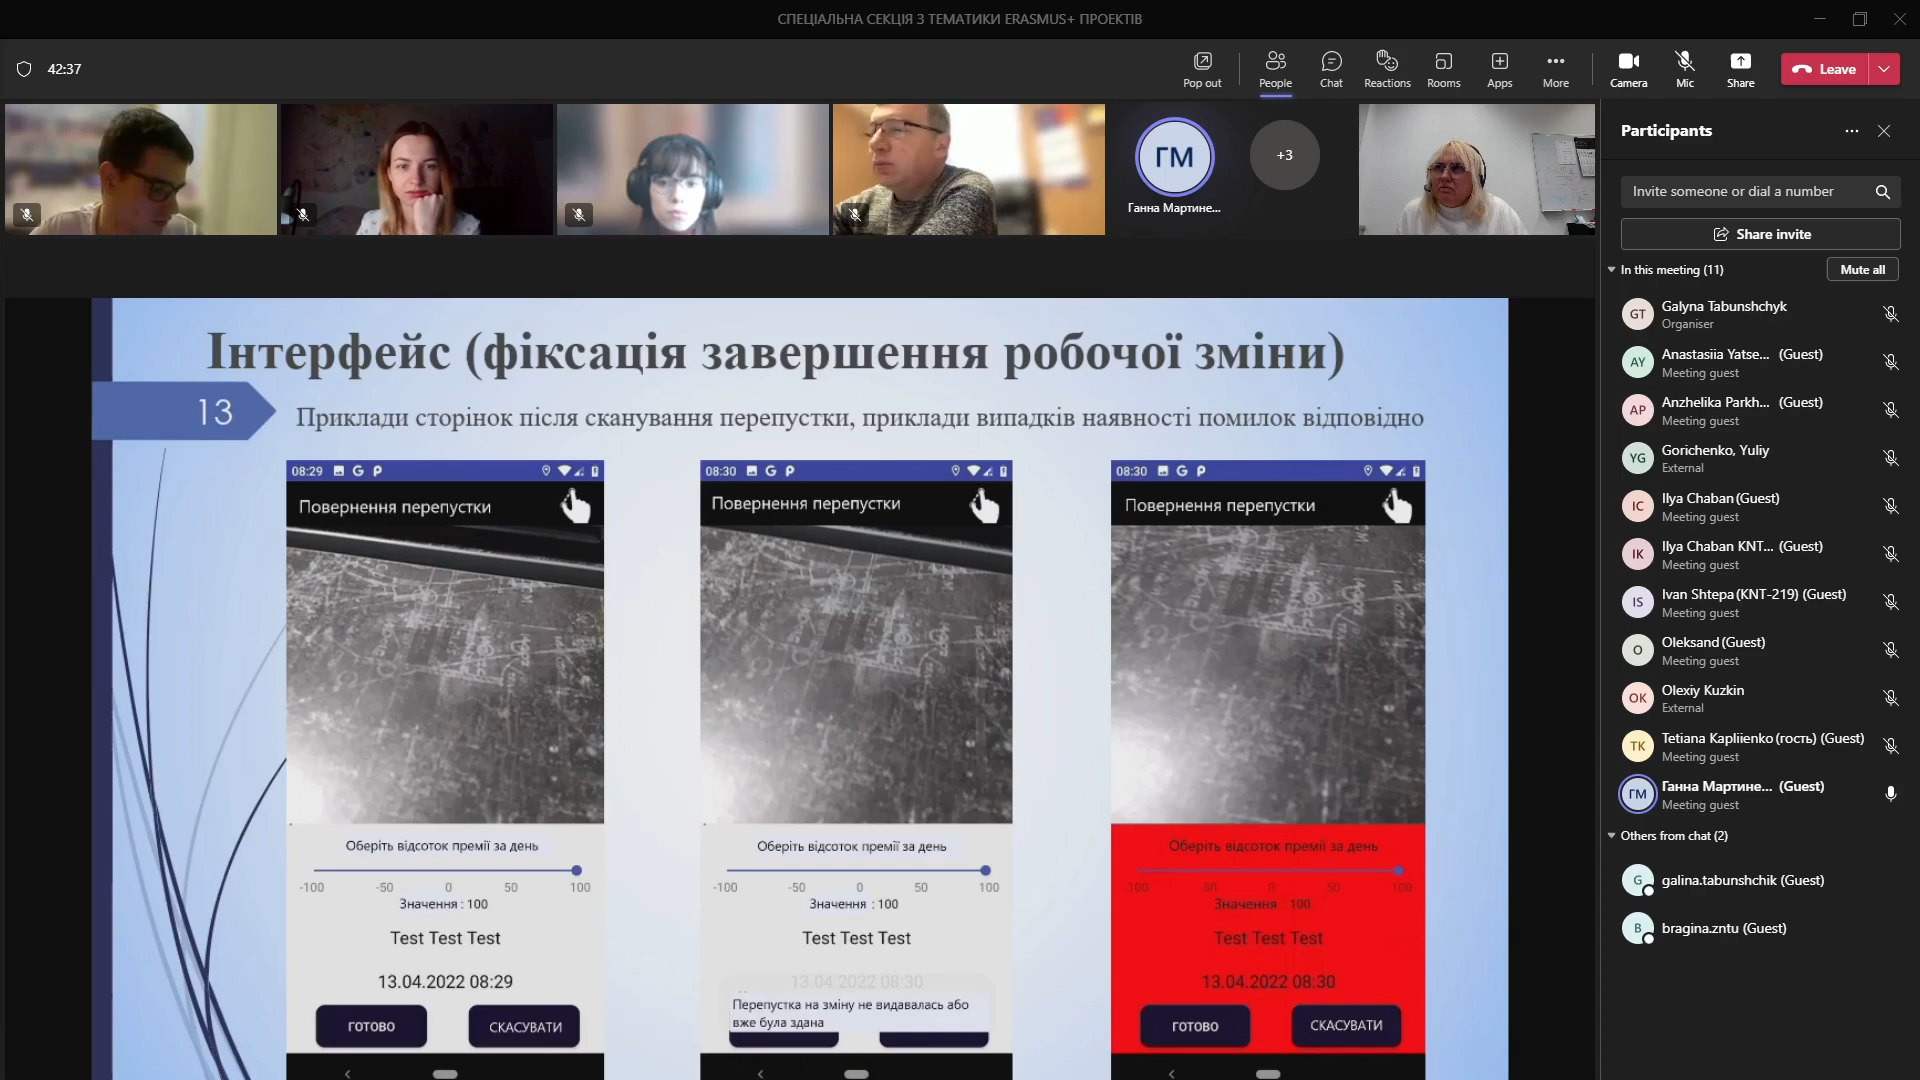 СПЕЦІАЛЬНА СЕКЦІЯ З ТЕМАТИКИ ERASMUS+ ПРОЕКТІВ
42:37
Pop out
People
Chat
Reactions
Rooms
Apps
More
Camera
Mic
Share
Leave
ГМ
Ганна Мартине...
+3
Participants
Invite someone or dial a number
Share invite
In this meeting (11)
Mute all
GT
Galyna Tabunshchyk
Organiser
AY
Anastasiia Yatse... (Guest)
Meeting guest
AP
Anzhelika Parkh... (Guest)
Meeting guest
YG
Gorichenko, Yuliy
External
IC
Ilya Chaban (Guest)
Meeting guest
IK
Ilya Chaban KNT... (Guest)
Meeting guest
IS
Ivan Shtepa (KNT-219) (Guest)
Meeting guest
O
Oleksand (Guest)
Meeting guest
OK
Olexiy Kuzkin
External
TK
Tetiana Kapliienko (гость) (Guest)
Meeting guest
ГМ
Ганна Мартине... (Guest)
Meeting guest
Others from chat (2)
G
galina.tabunshchik (Guest)
B
bragina.zntu (Guest)
Інтерфейс (фіксація завершення робочої зміни)
13
Приклади сторінок після сканування перепустки, приклади випадків наявності помилок відповідно
08:29
Повернення перепустки
Оберіть відсоток премії за день
-100 -50 0 50 100
Значення : 100
Test Test Test
13.04.2022 08:29
ГОТОВО
СКАСУВАТИ
08:30
Повернення перепустки
Оберіть відсоток премії за день
-100 -50 0 50 100
Значення : 100
Test Test Test
13.04.2022 08:30
Перепустка на зміну не видавалась або
вже була здана
08:30
Повернення перепустки
Оберіть відсоток премії за день
-100 -50 0 50 100
Значення : 100
Test Test Test
13.04.2022 08:30
ГОТОВО
СКАСУВАТИ